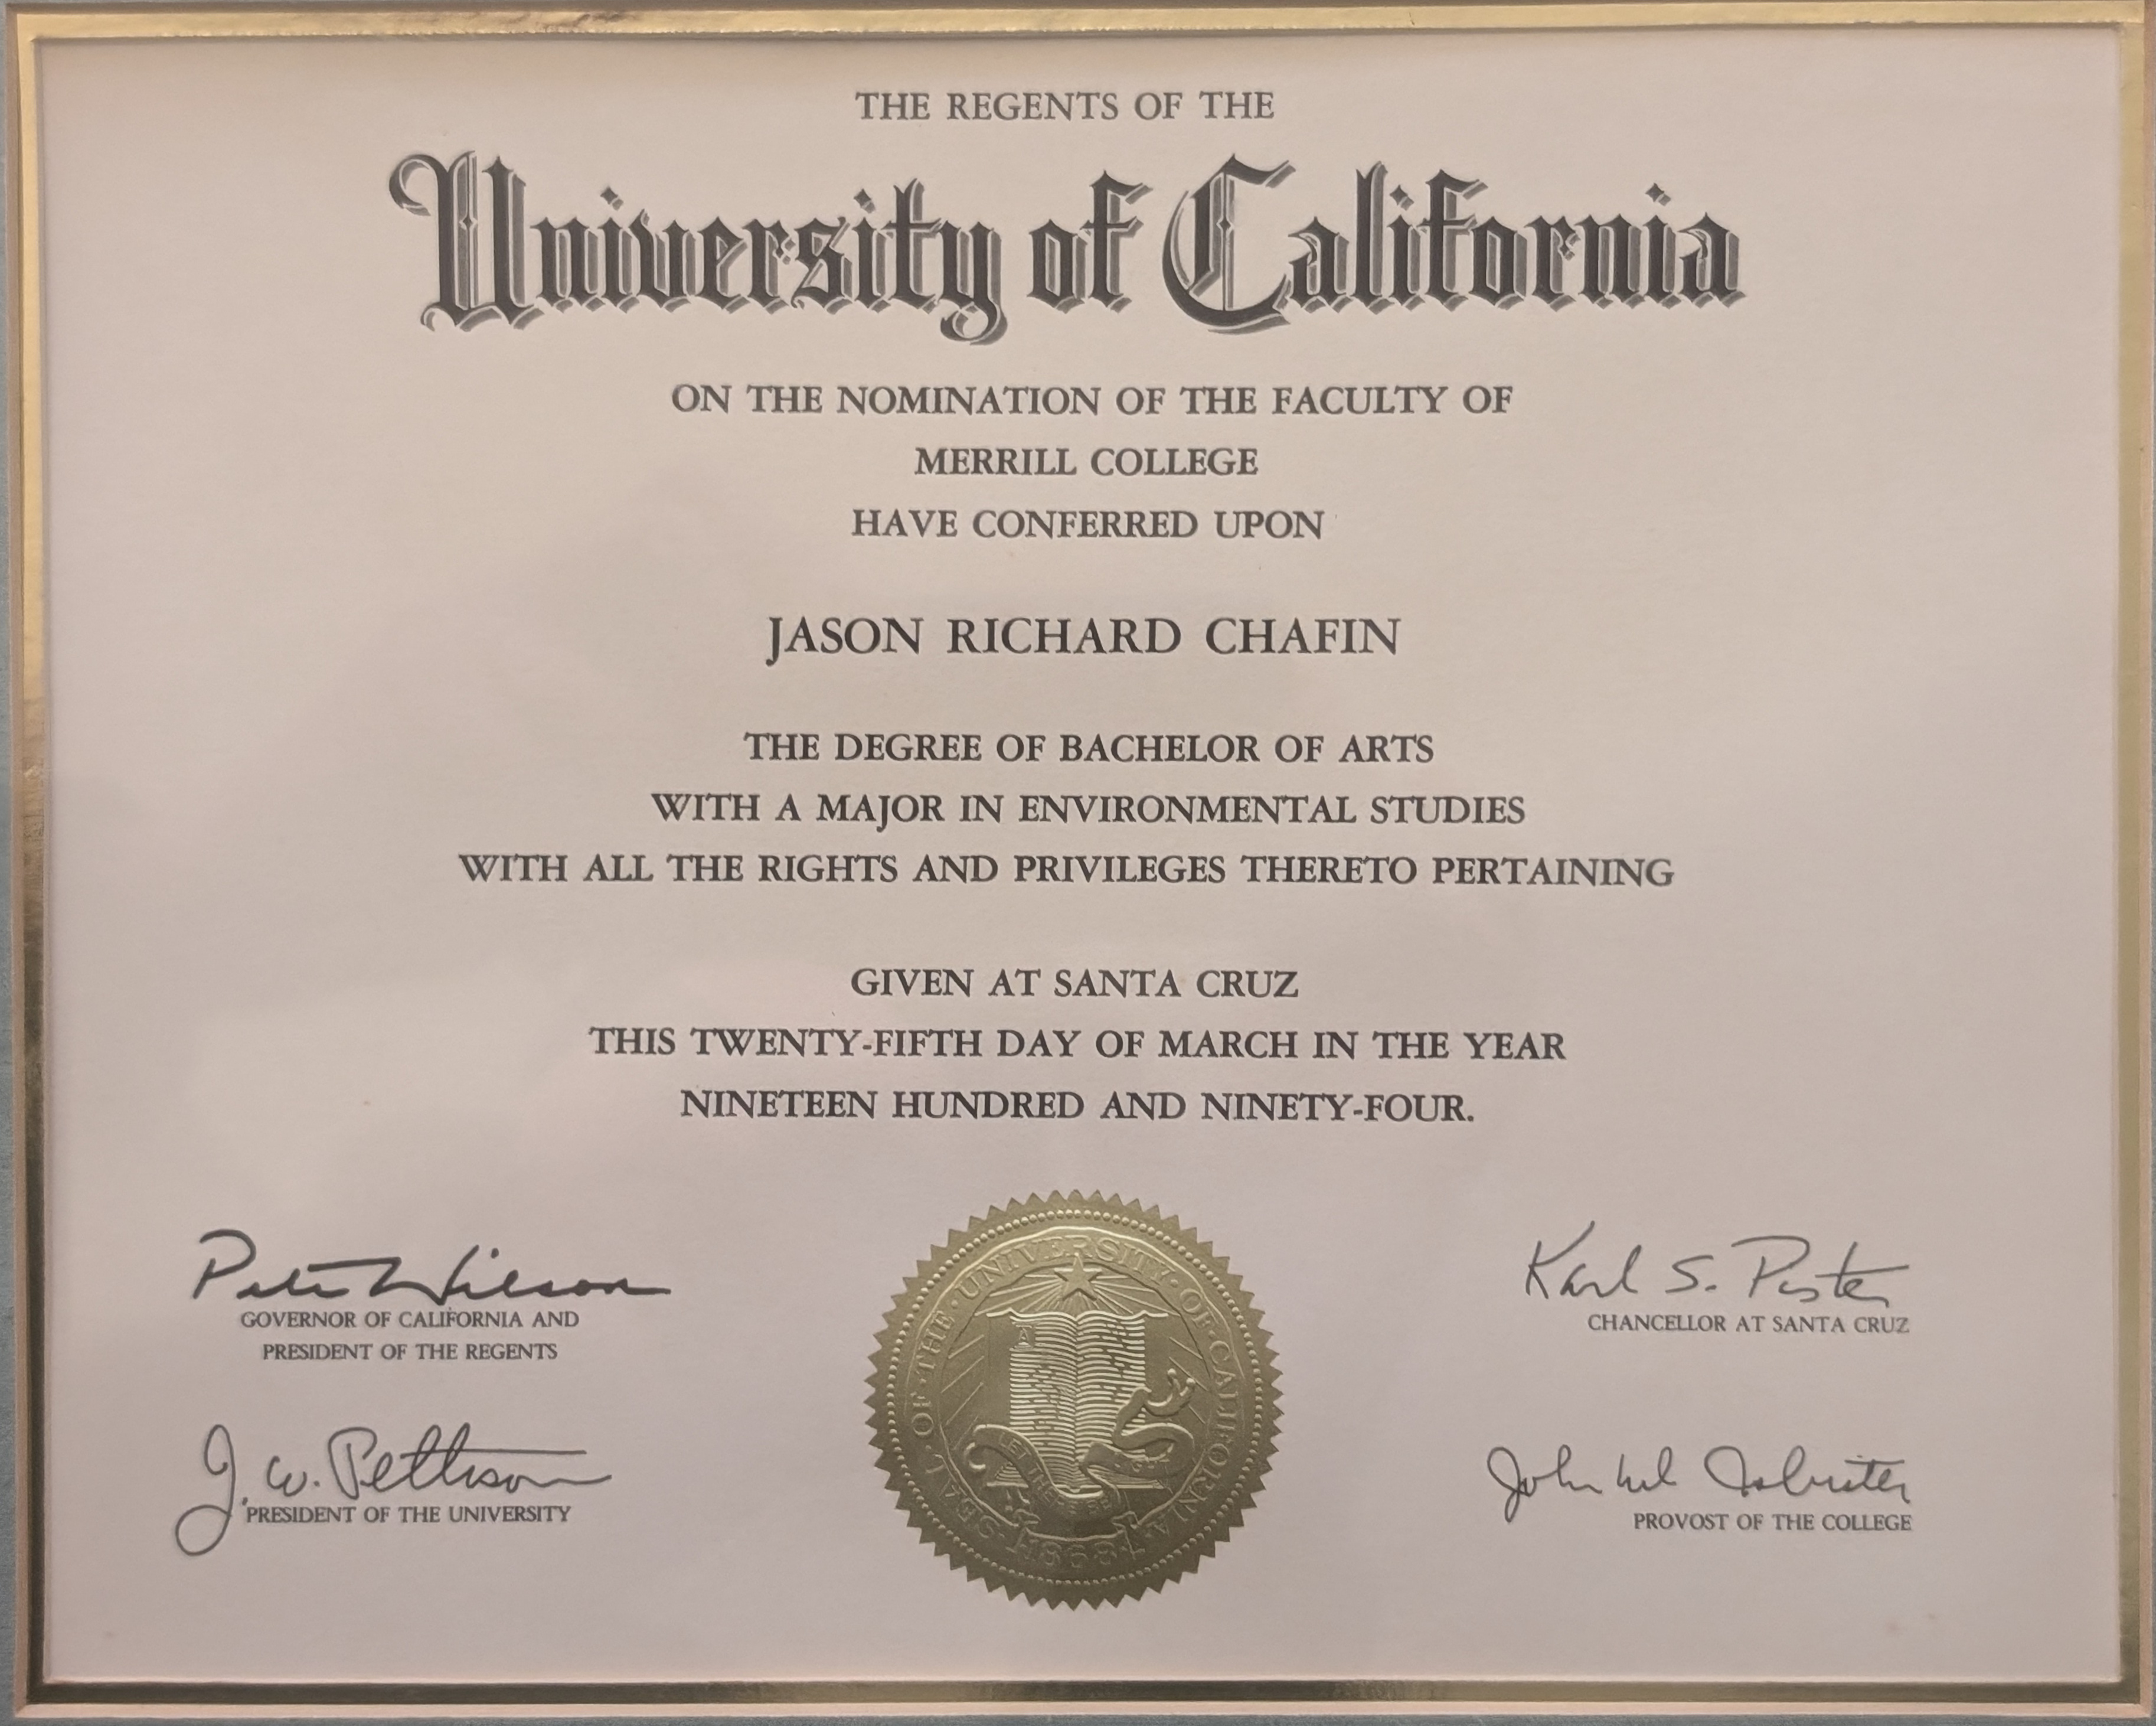 THE REGENTS OF THE
University of California
ON THE NOMINATION OF THE FACULTY OF
MERRILL COLLEGE
HAVE CONFERRED UPON
JASON RICHARD CHAFIN
THE DEGREE OF BACHELOR OF ARTS
WITH A MAJOR IN ENVIRONMENTAL STUDIES
WITH ALL THE RIGHTS AND PRIVILEGES THERETO PERTAINING
GIVEN AT SANTA CRUZ
THIS TWENTY-FIFTH DAY OF MARCH IN THE YEAR
NINETEEN HUNDRED AND NINETY-FOUR.
Pete Wilson
GOVERNOR OF CALIFORNIA AND
PRESIDENT OF THE REGENTS
J. W. Peltason
PRESIDENT OF THE UNIVERSITY
SEAL · OF · THE · UNIVERSITY · OF · CALIFORNIA
A
LET THERE BE
1868
Karl S. Pister
CHANCELLOR AT SANTA CRUZ
John Isbister
PROVOST OF THE COLLEGE